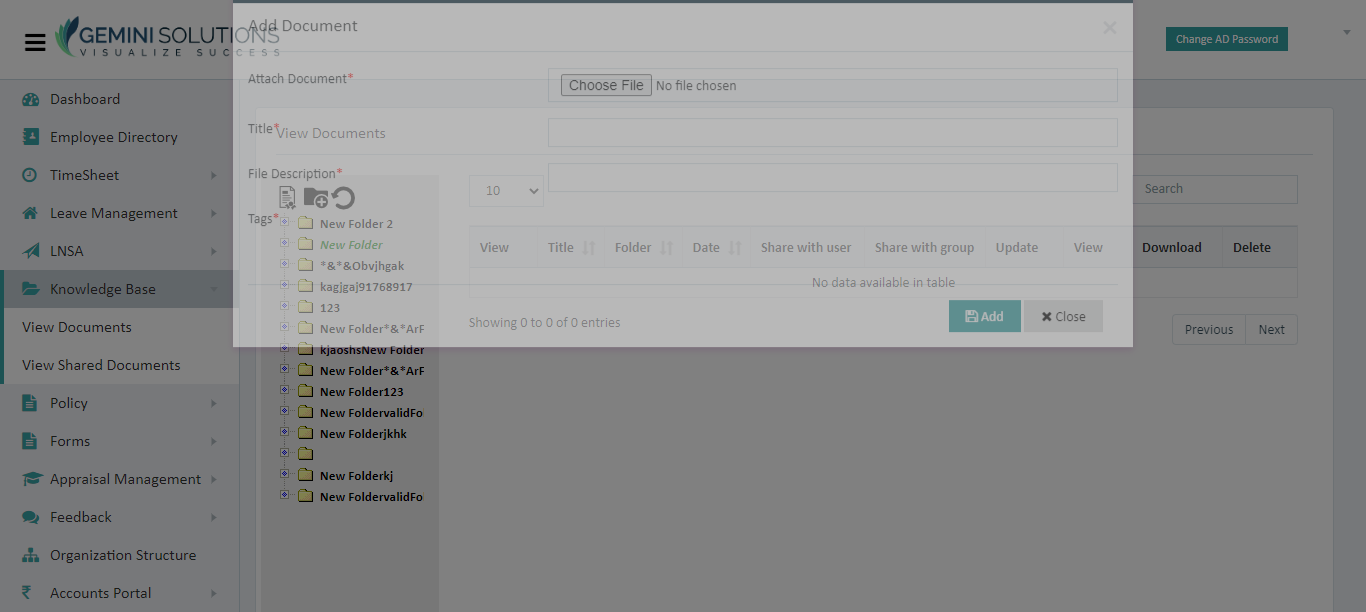 GEMINI SOLUTIONS
VISUALIZE SUCCESS
Change AD Password
Dashboard
Employee Directory
TimeSheet
Leave Management
LNSA
Knowledge Base
View Documents
View Shared Documents
Policy
Forms
Appraisal Management
Feedback
Organization Structure
Accounts Portal
Add Document
Attach Document*
Choose File No file chosen
Title*
File Description*
Tags*
Add
Close
View Documents
New Folder 2
New Folder
*&*&Obvjhgak
kagjgaj91768917
123
New Folder*&*ArF
kjaoshsNew Folder
New Folder*&*ArF
New Folder123
New FoldervalidFo
New Folderjkhk
New Folderkj
New FoldervalidFo
10
Search
View Title Folder Date Share with user Share with group Update View Download Delete
No data available in table
Showing 0 to 0 of 0 entries
Previous Next